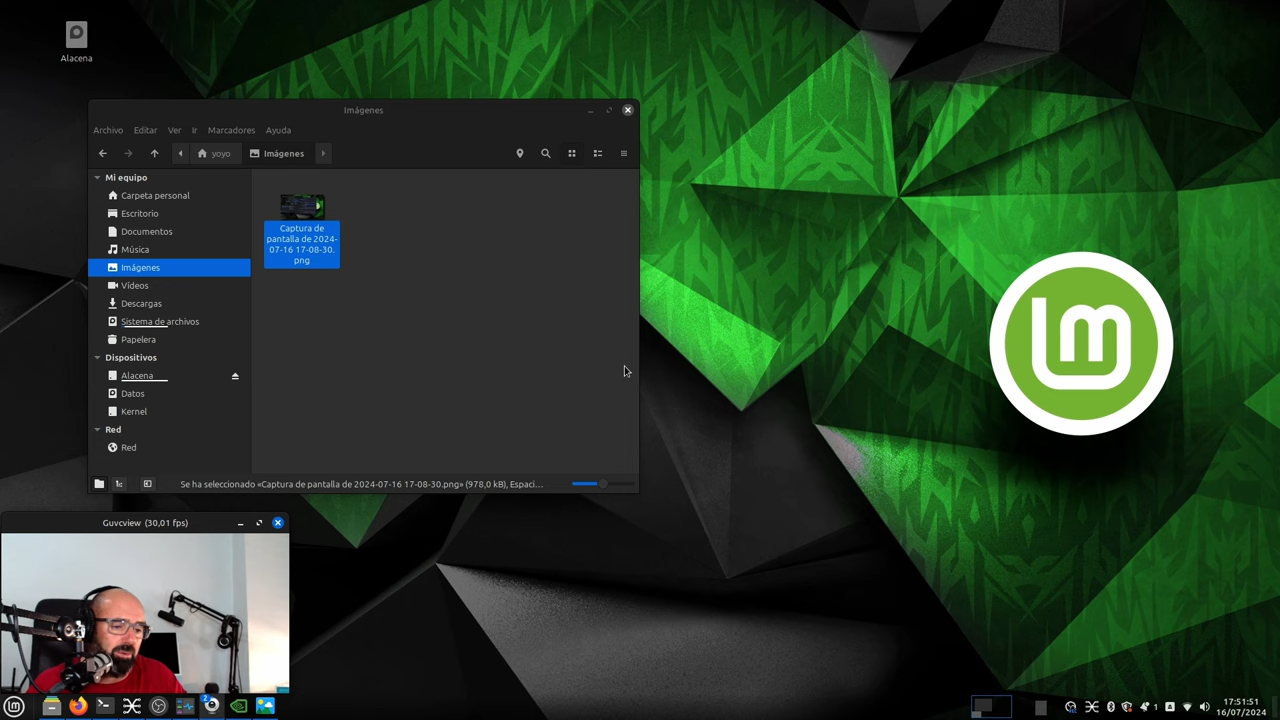 Alacena
Imágenes
Archivo Editar Ver Ir Marcadores Ayuda
yoyo Imágenes
Mi equipo
Carpeta personal
Escritorio
Documentos
Música
Imágenes
Vídeos
Descargas
Sistema de archivos
Papelera
Dispositivos
Alacena
Datos
Kernel
Red
Red
Captura de
pantalla de 2024-
07-16 17-08-30.
png
Se ha seleccionado «Captura de pantalla de 2024-07-16 17-08-30.png» (978,0 kB), Espaci...
Guvcview (30,01 fps)
lm
2
1
17:51:51
16/07/2024